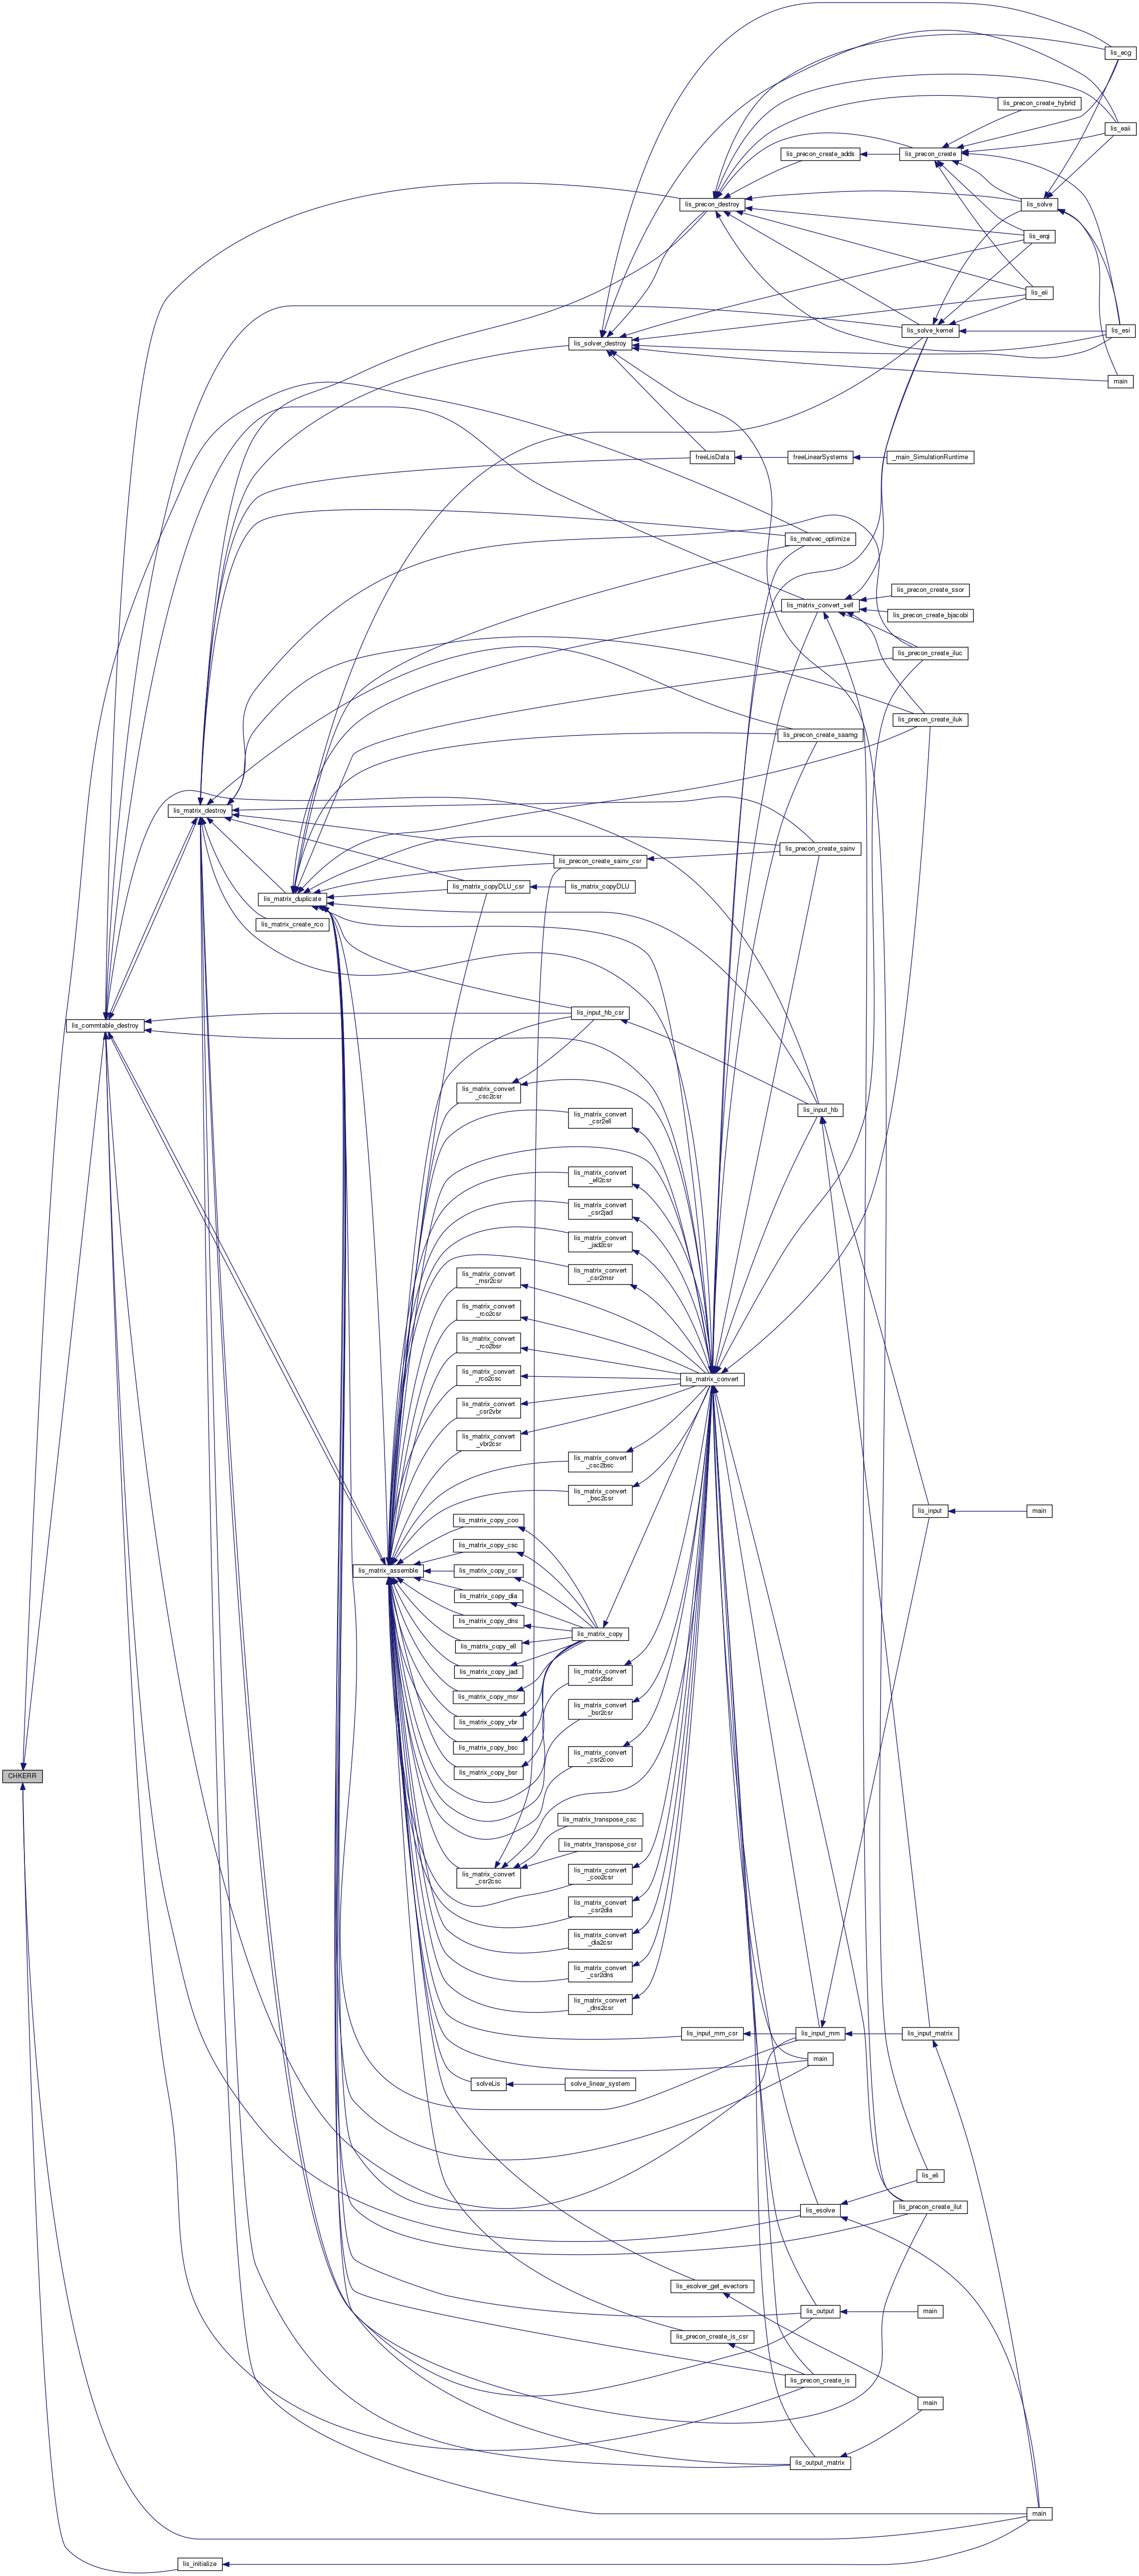 lis_ecg
lis_precon_create_hybrid
lis_eaii
lis_precon_create_adds
lis_precon_create
lis_precon_destroy
lis_solve
lis_erqi
lis_eii
lis_solve_kernel
lis_esi
lis_solver_destroy
main
freeLisData
freeLinearSystems
_main_SimulationRuntime
lis_matvec_optimize
lis_precon_create_ssor
lis_matrix_convert_self
lis_precon_create_bjacobi
lis_precon_create_iluc
lis_precon_create_iluk
lis_precon_create_saamg
lis_matrix_destroy
lis_precon_create_sainv
lis_precon_create_sainv_csr
lis_matrix_copyDLU_csr
lis_matrix_copyDLU
lis_matrix_duplicate
lis_matrix_create_rco
lis_input_hb_csr
lis_commtable_destroy
lis_matrix_convert
_csc2csr
lis_input_hb
lis_matrix_convert
_csr2ell
lis_matrix_convert
_ell2csr
lis_matrix_convert
_csr2jad
lis_matrix_convert
_jad2csr
lis_matrix_convert
_csr2msr
lis_matrix_convert
_msr2csr
lis_matrix_convert
_rco2csr
lis_matrix_convert
_rco2bsr
lis_matrix_convert
_rco2csc
lis_matrix_convert
lis_matrix_convert
_csr2vbr
lis_matrix_convert
_vbr2csr
lis_matrix_convert
_csc2bsc
lis_matrix_convert
_bsc2csr
lis_input
main
lis_matrix_copy_coo
lis_matrix_copy_csc
lis_matrix_assemble
lis_matrix_copy_csr
lis_matrix_copy_dia
lis_matrix_copy_dns
lis_matrix_copy
lis_matrix_copy_ell
lis_matrix_copy_jad
lis_matrix_convert
_csr2bsr
lis_matrix_copy_msr
lis_matrix_convert
_bsr2csr
lis_matrix_copy_vbr
lis_matrix_copy_bsc
lis_matrix_convert
_csr2coo
lis_matrix_copy_bsr
CHKERR
lis_matrix_transpose_csc
lis_matrix_transpose_csr
lis_matrix_convert
_csr2csc
lis_matrix_convert
_coo2csr
lis_matrix_convert
_csr2dia
lis_matrix_convert
_dia2csr
lis_matrix_convert
_csr2dns
lis_matrix_convert
_dns2csr
lis_input_mm_csr
lis_input_mm
lis_input_matrix
main
solveLis
solve_linear_system
lis_eli
lis_precon_create_ilut
lis_esolve
lis_esolver_get_evectors
lis_output
main
lis_precon_create_is_csr
lis_precon_create_is
main
lis_output_matrix
main
lis_initialize